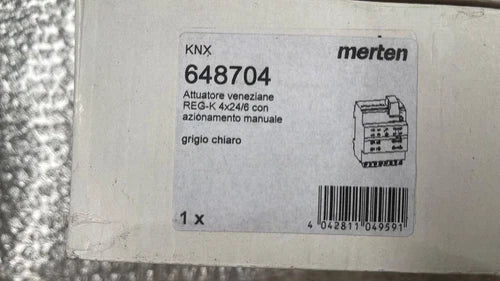 KNX
merten
648704
Attuatore veneziane
REG-K 4x24/6 con
azionamento manuale
grigio chiaro
1 x
4 042811 049591